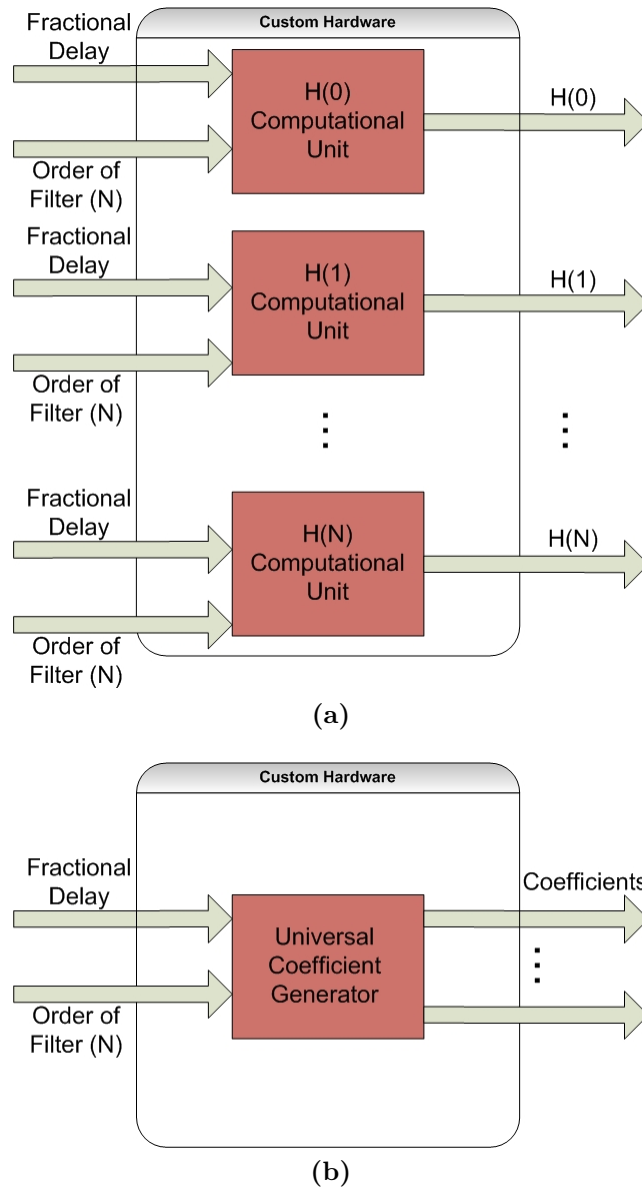 Custom Hardware
Fractional
Delay
H(0)
Computational
Unit
H(0)
Order of
Filter (N)
Fractional
Delay
H(1)
Computational
Unit
H(1)
Order of
Filter (N)
...
...
Fractional
Delay
H(N)
Computational
Unit
H(N)
Order of
Filter (N)
(a)
Custom Hardware
Fractional
Delay
Universal
Coefficient
Generator
Coefficients
...
Order of
Filter (N)
(b)